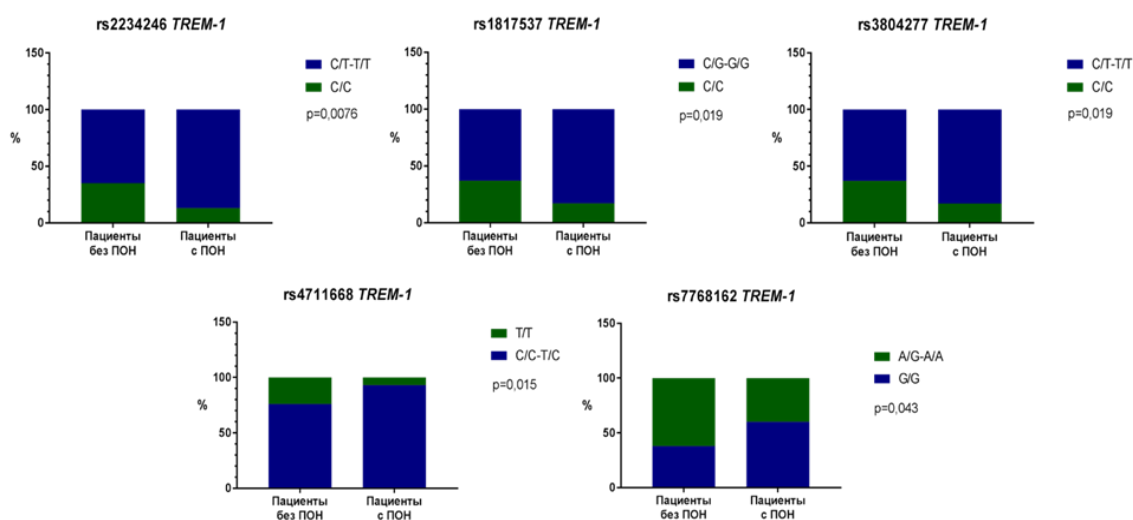 rs2234246 TREM-1
150
100
%
50
0
C/T-T/T
C/C
p=0,0076
Пациенты
без ПОН
Пациенты
с ПОН
rs1817537 TREM-1
150
100
%
50
0
C/G-G/G
C/C
p=0,019
Пациенты
без ПОН
Пациенты
с ПОН
rs3804277 TREM-1
150
100
%
50
0
C/T-T/T
C/C
p=0,019
Пациенты
без ПОН
Пациенты
с ПОН
rs4711668 TREM-1
150
100
%
50
0
T/T
C/C-T/C
p=0,015
Пациенты
без ПОН
Пациенты
с ПОН
rs7768162 TREM-1
150
100
%
50
0
A/G-A/A
G/G
p=0,043
Пациенты
без ПОН
Пациенты
с ПОН